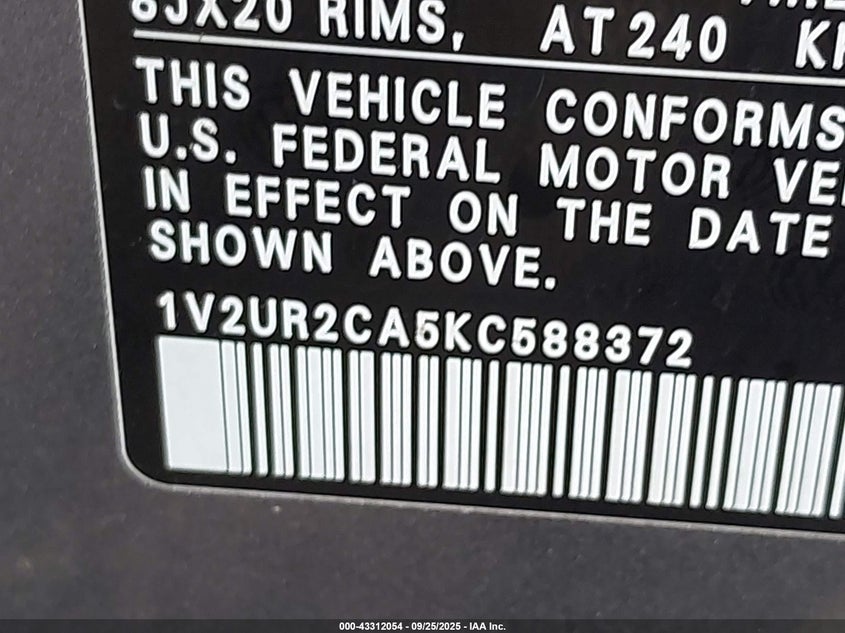 8JX20 RIMS, AT 240 K
THIS VEHICLE CONFORMS
U.S. FEDERAL MOTOR VE
IN EFFECT ON THE DATE
SHOWN ABOVE.
1V2UR2CA5KC588372
000-43312054 - 09/25/2025 - IAA Inc.